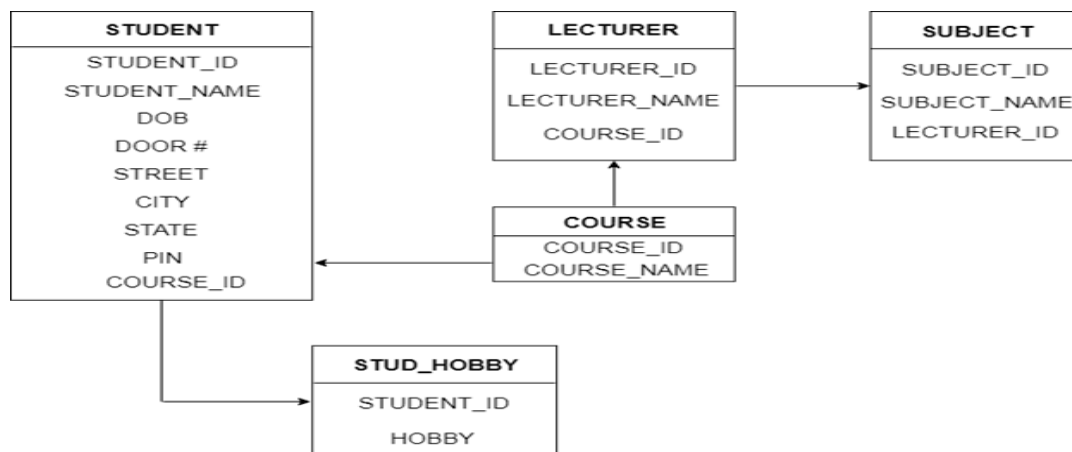 STUDENT
STUDENT_ID
STUDENT_NAME
DOB
DOOR #
STREET
CITY
STATE
PIN
COURSE_ID
LECTURER
LECTURER_ID
LECTURER_NAME
COURSE_ID
SUBJECT
SUBJECT_ID
SUBJECT_NAME
LECTURER_ID
COURSE
COURSE_ID
COURSE_NAME
STUD_HOBBY
STUDENT_ID
HOBBY